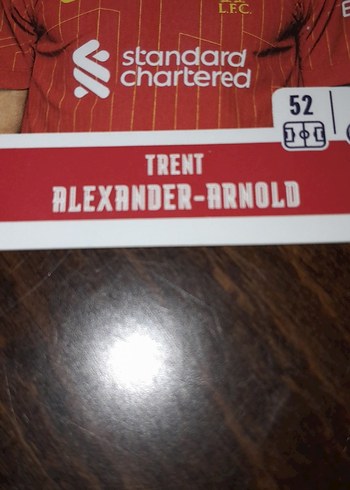 L.F.C.
standard
chartered
52
TRENT
ALEXANDER-ARNOLD